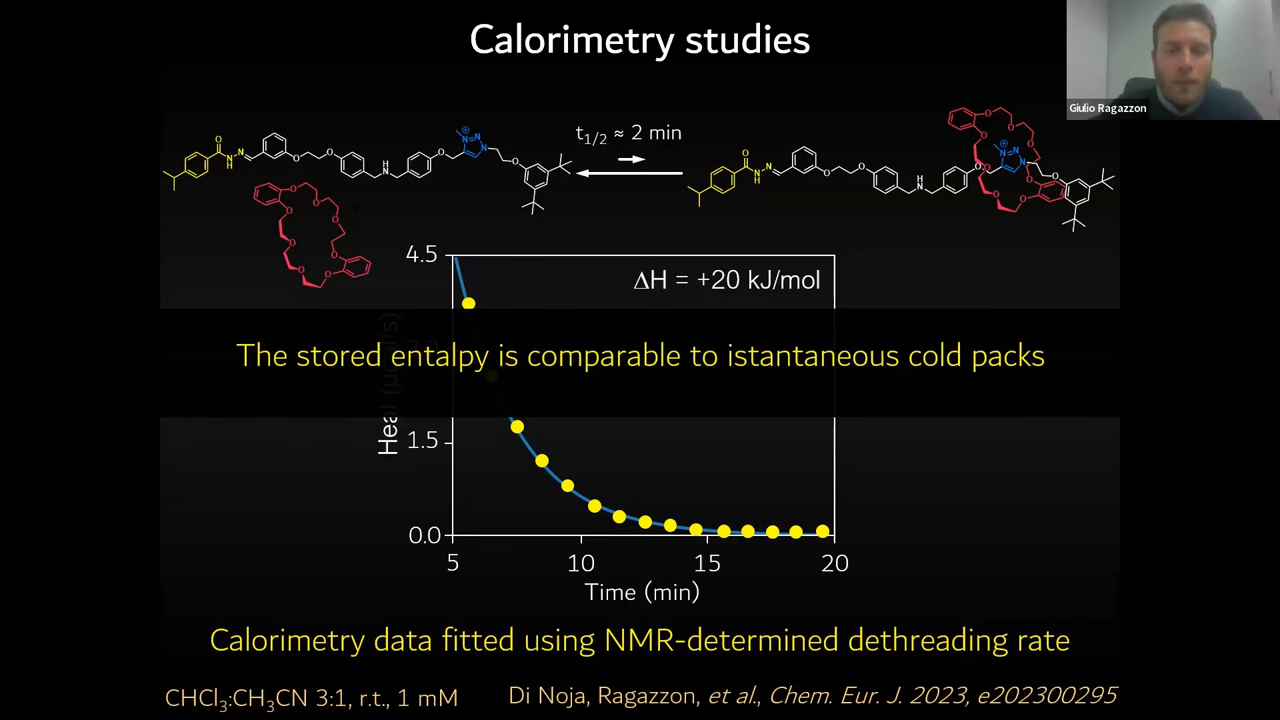 Calorimetry studies
Giulio Ragazzon
t1/2 ≈ 2 min
4.5
ΔH = +20 kJ/mol
The stored entalpy is comparable to istantaneous cold packs
1.5
0.0
5 10 15 20
Time (min)
Calorimetry data fitted using NMR-determined dethreading rate
CHCl3:CH3CN 3:1, r.t., 1 mM
Di Noja, Ragazzon, et al., Chem. Eur. J. 2023, e202300295